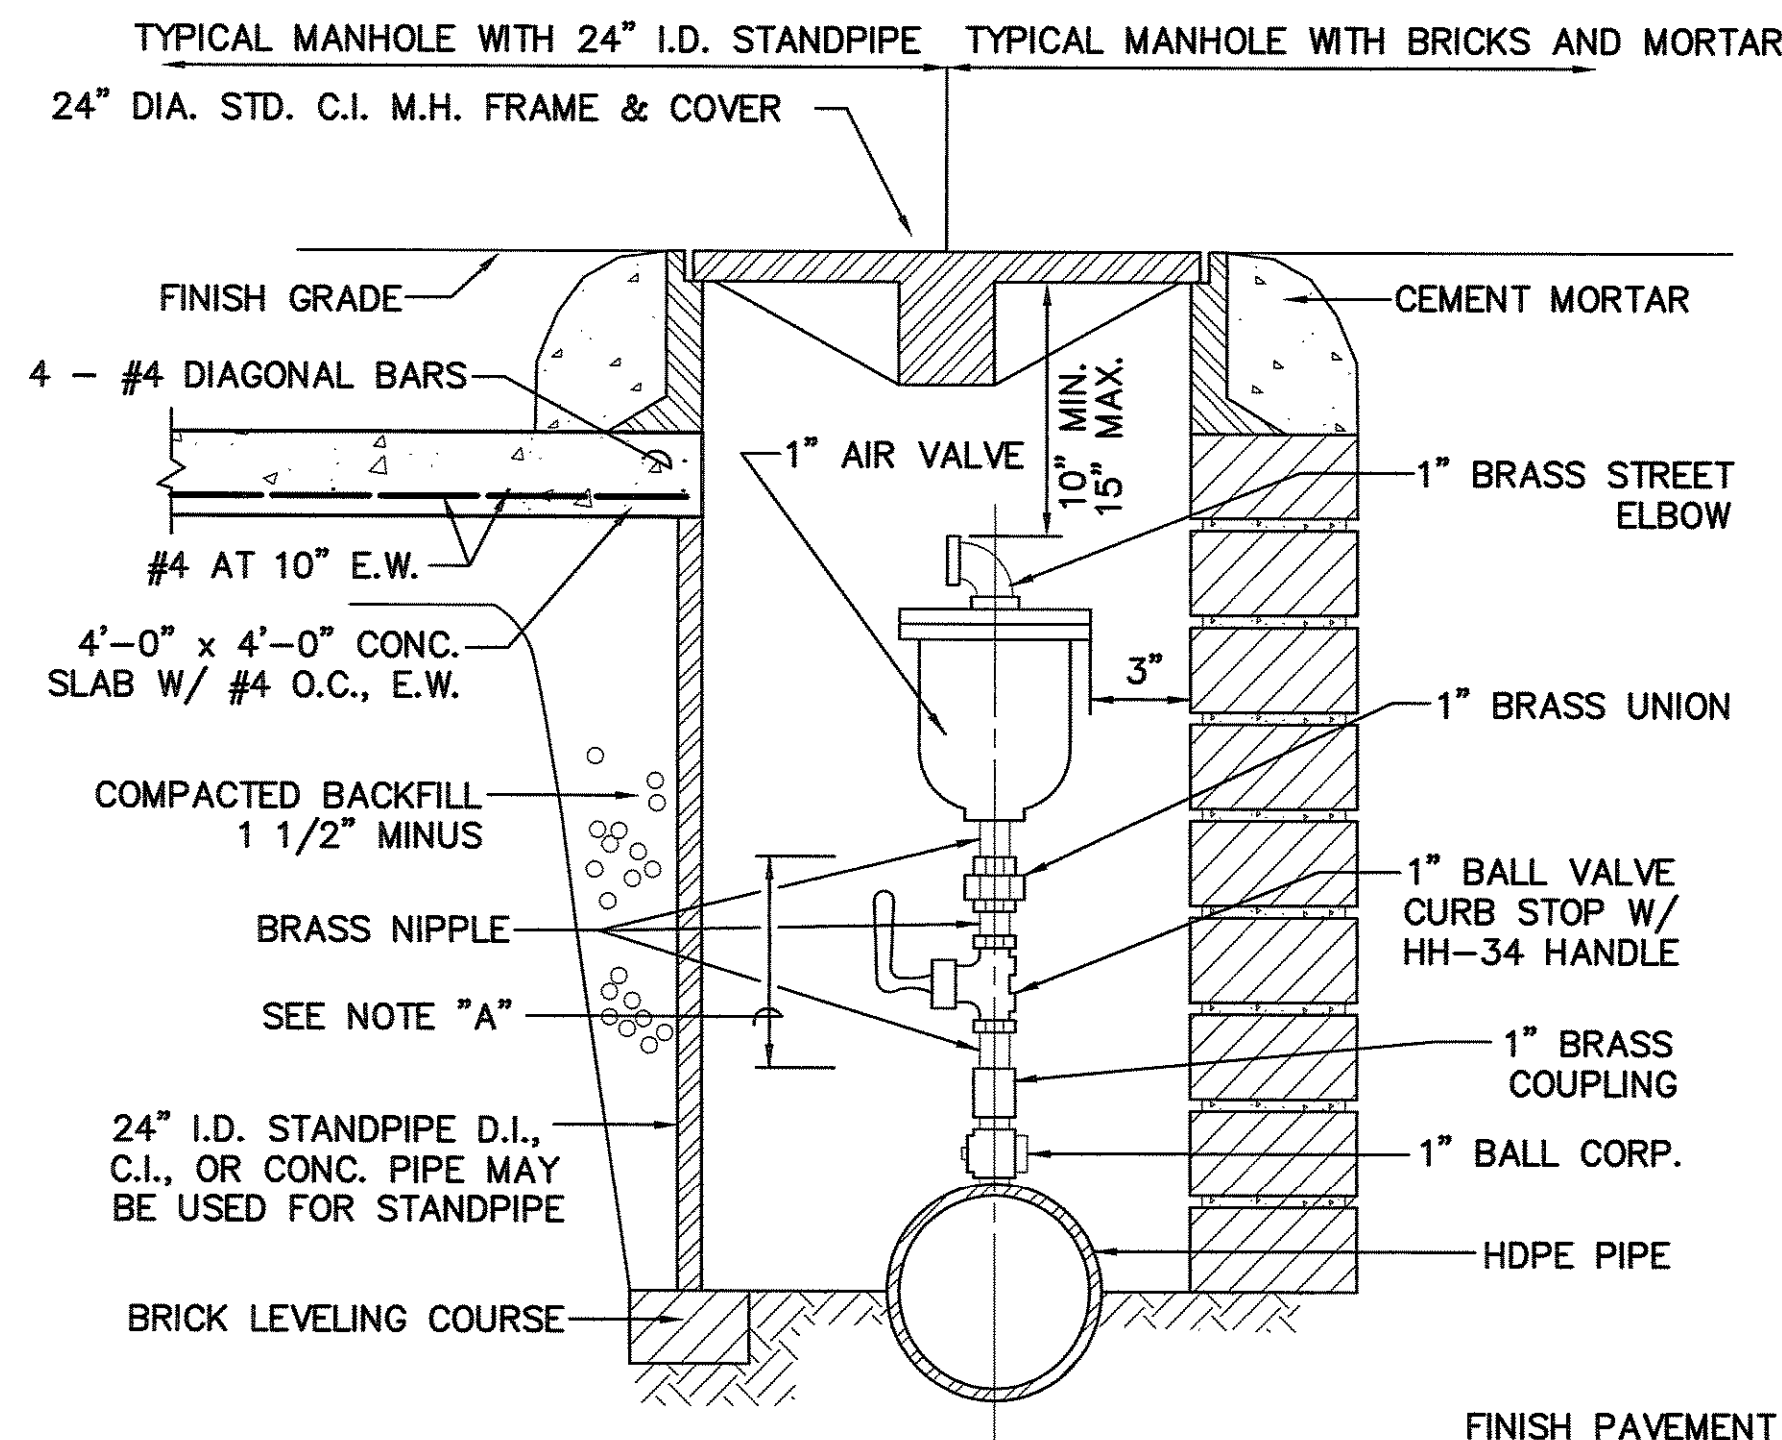 TYPICAL MANHOLE WITH 24" I.D. STANDPIPE
TYPICAL MANHOLE WITH BRICKS AND MORTAR
24" DIA. STD. C.I. M.H. FRAME & COVER
FINISH GRADE
CEMENT MORTAR
4 - #4 DIAGONAL BARS
10" MIN.
15" MAX.
1" AIR VALVE
1" BRASS STREET
ELBOW
#4 AT 10" E.W.
4'-0" x 4'-0" CONC.
SLAB W/ #4 O.C., E.W.
3"
1" BRASS UNION
COMPACTED BACKFILL
1 1/2" MINUS
1" BALL VALVE
CURB STOP W/
HH-34 HANDLE
BRASS NIPPLE
SEE NOTE "A"
1" BRASS
COUPLING
24" I.D. STANDPIPE D.I.,
C.I., OR CONC. PIPE MAY
BE USED FOR STANDPIPE
1" BALL CORP.
HDPE PIPE
BRICK LEVELING COURSE
FINISH PAVEMENT